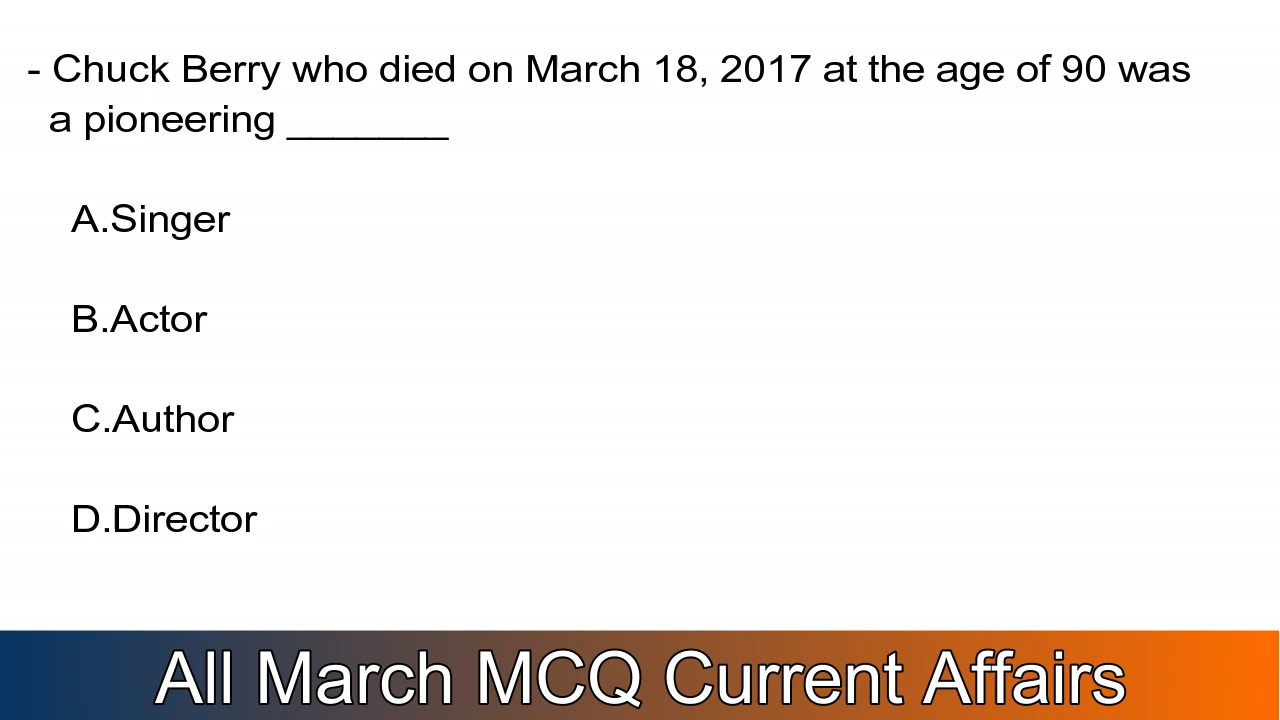 - Chuck Berry who died on March 18, 2017 at the age of 90 was
a pioneering _______
A.Singer
B.Actor
C.Author
D.Director
All March MCQ Current Affairs